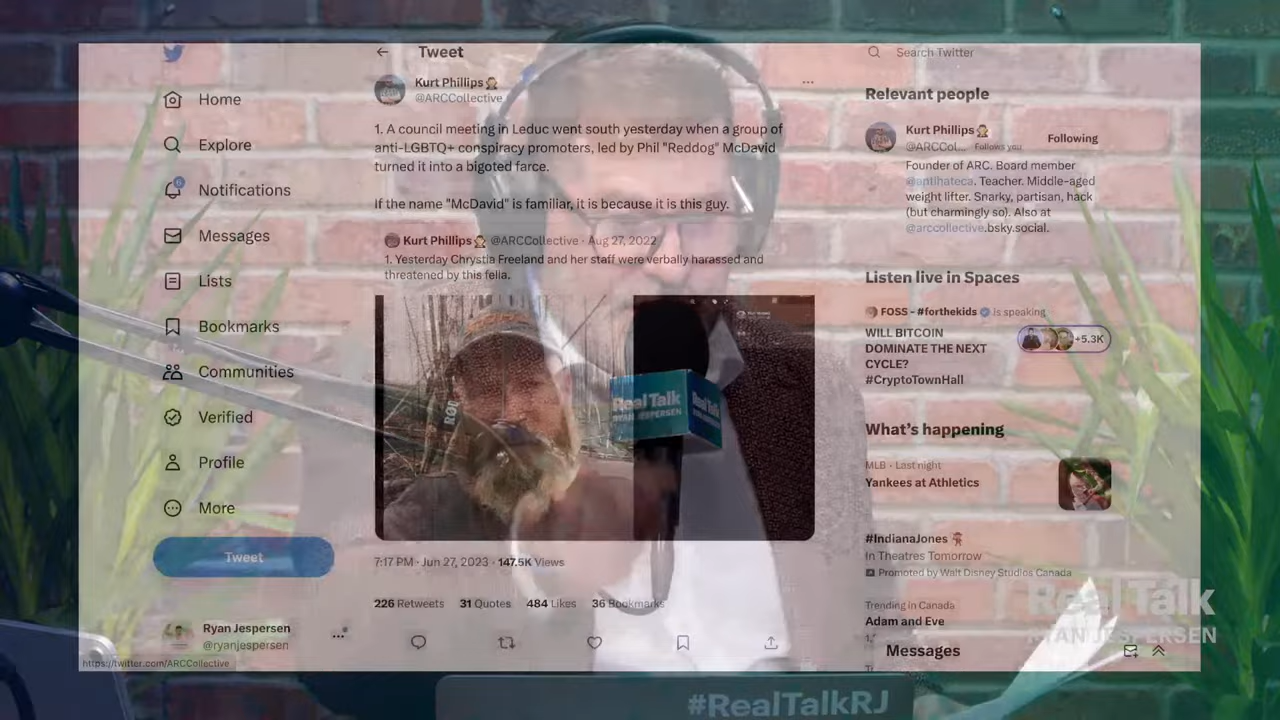 Home
Explore
6
Notifications
Messages
Lists
Bookmarks
Communities
Verified
Profile
More
Tweet
Ryan Jespersen
@ryanjespersen
https://twitter.com/ARCCollective
Tweet
Kurt Phillips
@ARCCollective
1. A council meeting in Leduc went south yesterday when a group of
anti-LGBTQ+ conspiracy promoters, led by Phil "Reddog" McDavid
turned it into a bigoted farce.
If the name "McDavid" is familiar, it is because it is this guy.
Kurt Phillips @ARCCollective · Aug 27, 2022
1. Yesterday Chrystia Freeland and her staff were verbally harassed and
threatened by this fella.
Real Talk
RYAN JESPERSEN
Real Talk
RYAN JESPERSEN
7:17 PM · Jun 27, 2023 · 147.5K Views
226 Retweets 31 Quotes 484 Likes 36 Bookmarks
Search Twitter
Relevant people
Kurt Phillips
@ARCCol... Follows you
Following
Founder of ARC. Board member
@antihateca. Teacher. Middle-aged
weight lifter. Snarky, partisan, hack
(but charmingly so). Also at
@arccollective.bsky.social.
Listen live in Spaces
FOSS - #forthekids is speaking
WILL BITCOIN
DOMINATE THE NEXT
CYCLE?
#CryptoTownHall
+5.3K
What's happening
MLB · Last night
Yankees at Athletics
#IndianaJones
In Theatres Tomorrow
Promoted by Walt Disney Studios Canada
Trending in Canada
Adam and Eve
Messages
Real Talk
RYAN JESPERSEN
#RealTalkRJ